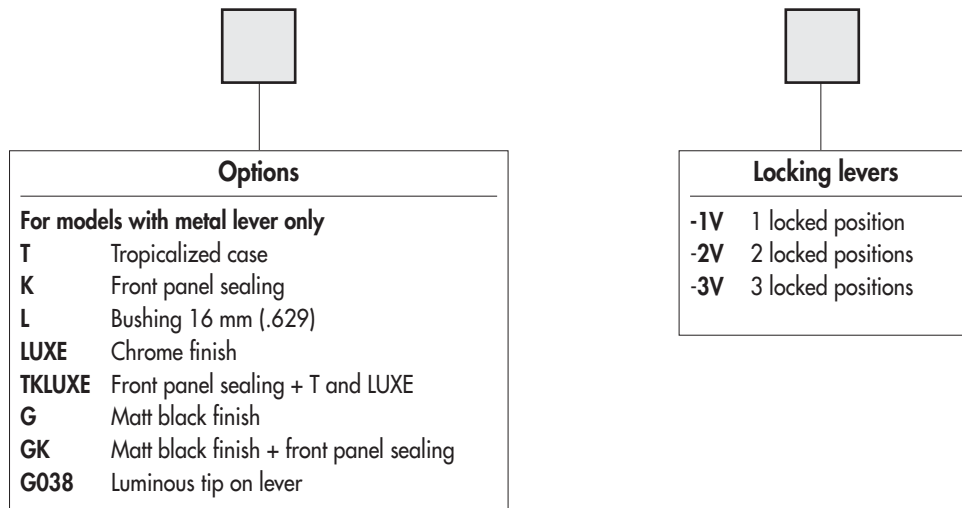 Options
For models with metal lever only
T Tropicalized case
K Front panel sealing
L Bushing 16 mm (.629)
LUXE Chrome finish
TKLUXE Front panel sealing + T and LUXE
G Matt black finish
GK Matt black finish + front panel sealing
G038 Luminous tip on lever
Locking levers
-1V 1 locked position
-2V 2 locked positions
-3V 3 locked positions